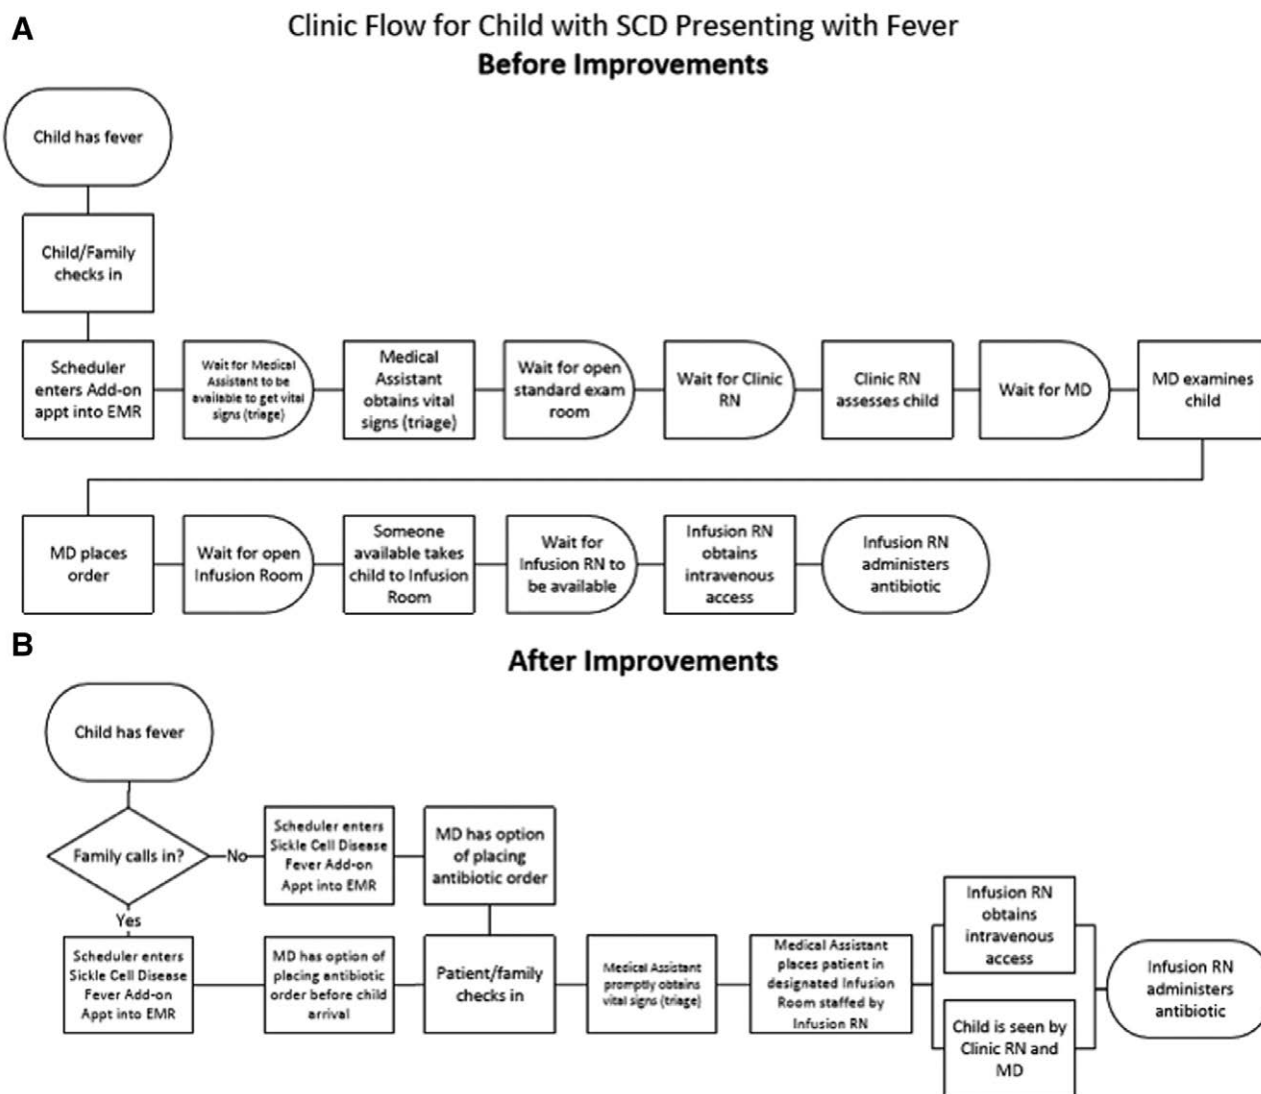 A
Clinic Flow for Child with SCD Presenting with Fever
Before Improvements
Child has fever
Child/Family
checks in
Scheduler
enters Add-on
appt into EMR
Wait for Medical
Assistant to be
available to get vital
signs (triage)
Medical
Assistant
obtains vital
signs (triage)
Wait for open
standard exam
room
Wait for Clinic
RN
Clinic RN
assesses child
Wait for MD
MD examines
child
MD places
order
Wait for open
Infusion Room
Someone
available takes
child to Infusion
Room
Wait for
Infusion RN to
be available
Infusion RN
obtains
intravenous
access
Infusion RN
administers
antibiotic
B
After Improvements
Child has fever
Family calls in?
No
Scheduler enters
Sickle Cell Disease
Fever Add-on
Appt into EMR
MD has option
of placing
antibiotic order
Yes
Scheduler enters
Sickle Cell Disease
Fever Add-on
Appt into EMR
MD has option of
placing antibiotic
order before child
arrival
Patient/family
checks in
Medical Assistant
promptly obtains
vital signs (triage)
Medical Assistant
places patient in
designated Infusion
Room staffed by
Infusion RN
Infusion RN
obtains
intravenous
access
Child is seen by
Clinic RN and
MD
Infusion RN
administers
antibiotic